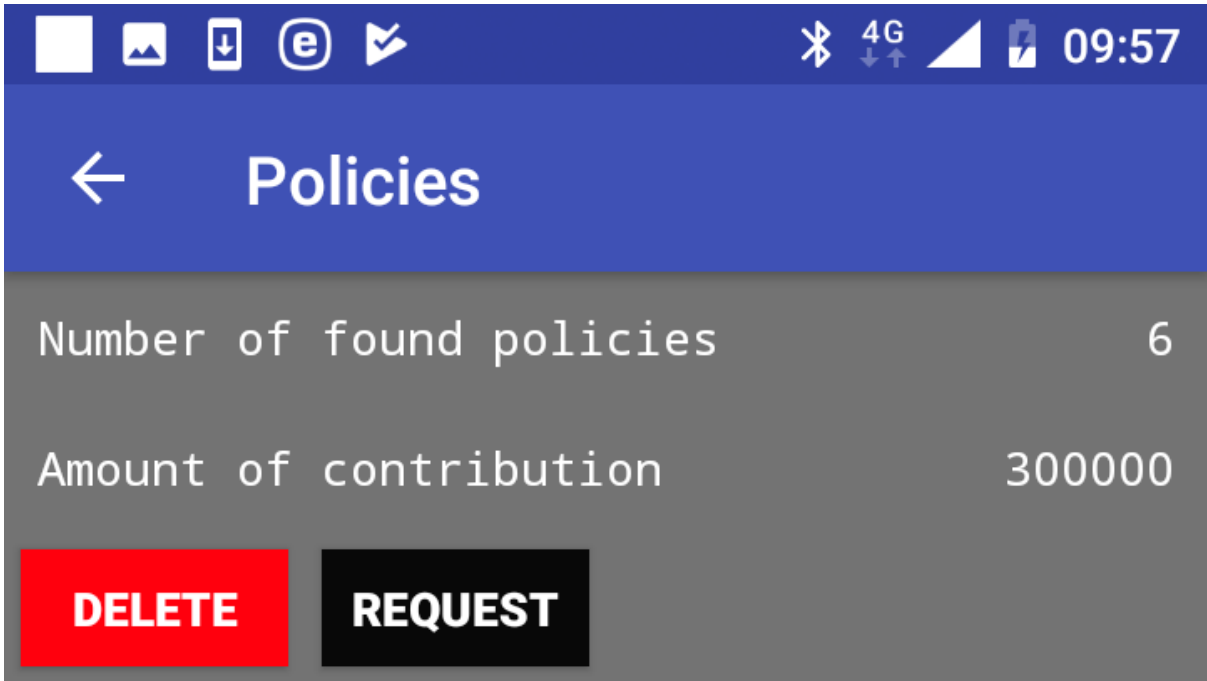 4G 09:57
Policies
Number of found policies 6
Amount of contribution 300000
DELETE REQUEST